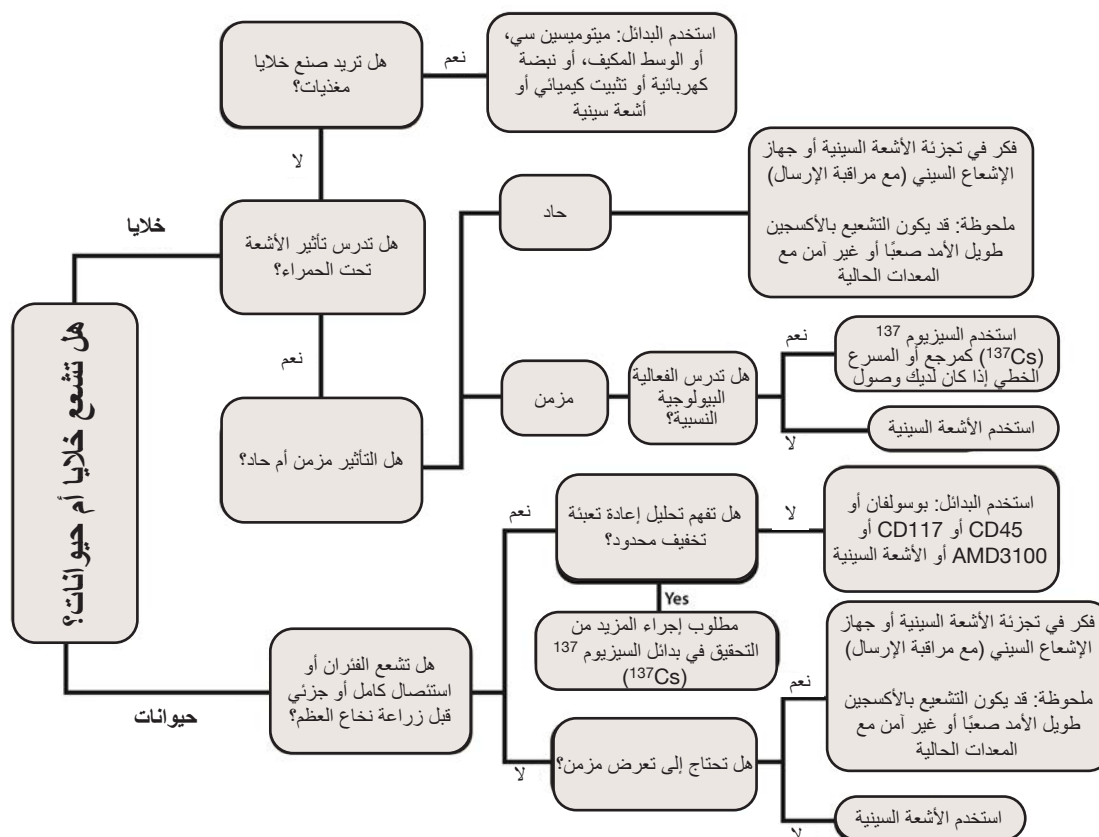 هل تشعع خلايا أم حيوانات؟
خلايا
هل تريد صنع خلايا
مغذيات؟
نعم
استخدم البدائل: ميتوميسين سي،
أو الوسط المكيف، أو نبضة
كهربائية أو تثبيت كيميائي أو
أشعة سينية
لا
هل تدرس تأثير الأشعة
تحت الحمراء؟
نعم
هل التأثير مزمن أم حاد؟
حاد
فكر في تجزئة الأشعة السينية أو جهاز
الإشعاع السيني (مع مراقبة الإرسال)
ملحوظة: قد يكون التشعيع بالأكسجين
طويل الأمد صعبًا أو غير آمن مع
المعدات الحالية
مزمن
هل تدرس الفعالية
البيولوجية
النسبية؟
نعم
استخدم السيزيوم 137
(137Cs) كمرجع أو المسرع
الخطي إذا كان لديك وصول
لا
استخدم الأشعة السينية
حيوانات
هل تشعع الفئران أو
استئصال كامل أو جزئي
قبل زراعة نخاع العظم؟
نعم
هل تفهم تحليل إعادة تعبئة
تخفيف محدود؟
لا
استخدم البدائل: بوسولفان أو
CD45 أو CD117 أو
AMD3100 أو الأشعة السينية
Yes
مطلوب إجراء المزيد من
التحقيق في بدائل السيزيوم 137
(137Cs)
لا
هل تحتاج إلى تعرض مزمن؟
نعم
فكر في تجزئة الأشعة السينية أو جهاز
الإشعاع السيني (مع مراقبة الإرسال)
ملحوظة: قد يكون التشعيع بالأكسجين
طويل الأمد صعبًا أو غير آمن مع
المعدات الحالية
لا
استخدم الأشعة السينية